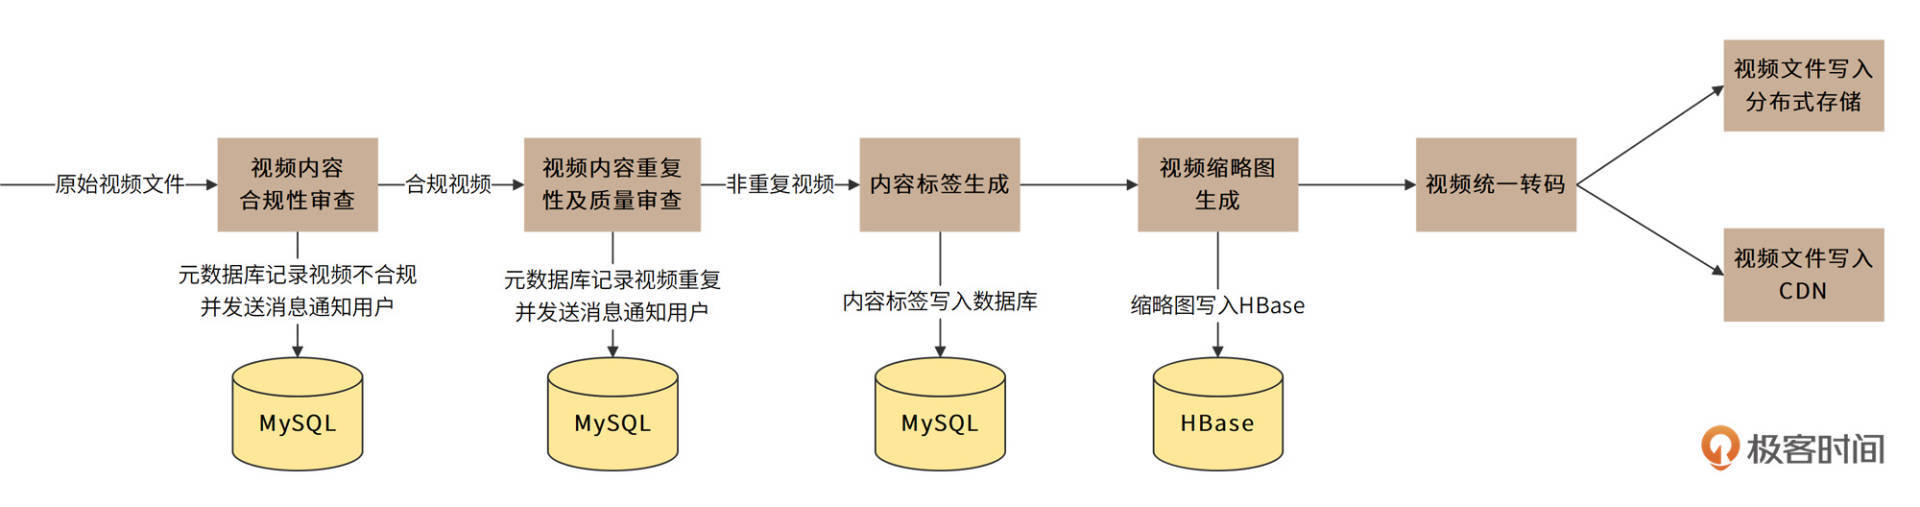 原始视频文件
视频内容
合规性审查
合规视频
视频内容重复
性及质量审查
非重复视频
内容标签生成
视频缩略图
生成
视频统一转码
视频文件写入
分布式存储
视频文件写入
CDN
元数据库记录视频不合规
并发送消息通知用户
元数据库记录视频重复
并发送消息通知用户
内容标签写入数据库
缩略图写入HBase
MySQL
MySQL
MySQL
HBase
极客时间